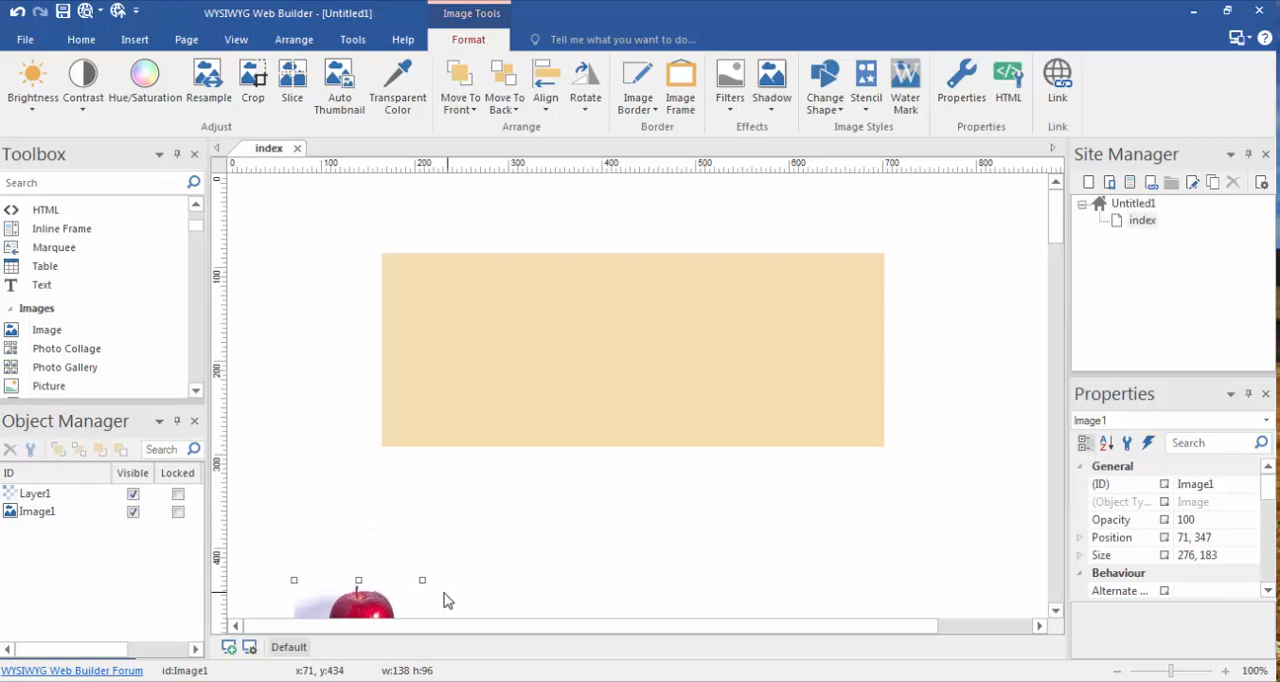 WYSIWYG Web Builder - [Untitled1]
Image Tools
File Home Insert Page View Arrange Tools Help Format Tell me what you want to do...
Brightness Contrast Hue/Saturation Resample Crop Slice Auto Thumbnail Transparent Color Move To Front Move To Back Align Rotate Image Border Image Frame Filters Shadow Change Shape Stencil Water Mark Properties HTML Link
Adjust Arrange Border Effects Image Styles Properties Link
Toolbox
Search
HTML
Inline Frame
Marquee
Table
Text
Images
Image
Photo Collage
Photo Gallery
Picture
Object Manager
Search
ID Visible Locked
Layer1
Image1
index
0 100 200 300 400 500 600 700 800
0
100
200
300
400
Default
Site Manager
Untitled1
index
Properties
Image1
Search
General
(ID) Image1
(Object Ty... Image
Opacity 100
Position 71, 347
Size 276, 183
Behaviour
Alternate ...
WYSIWYG Web Builder Forum id:Image1 x:71, y:434 w:138 h:96 100%